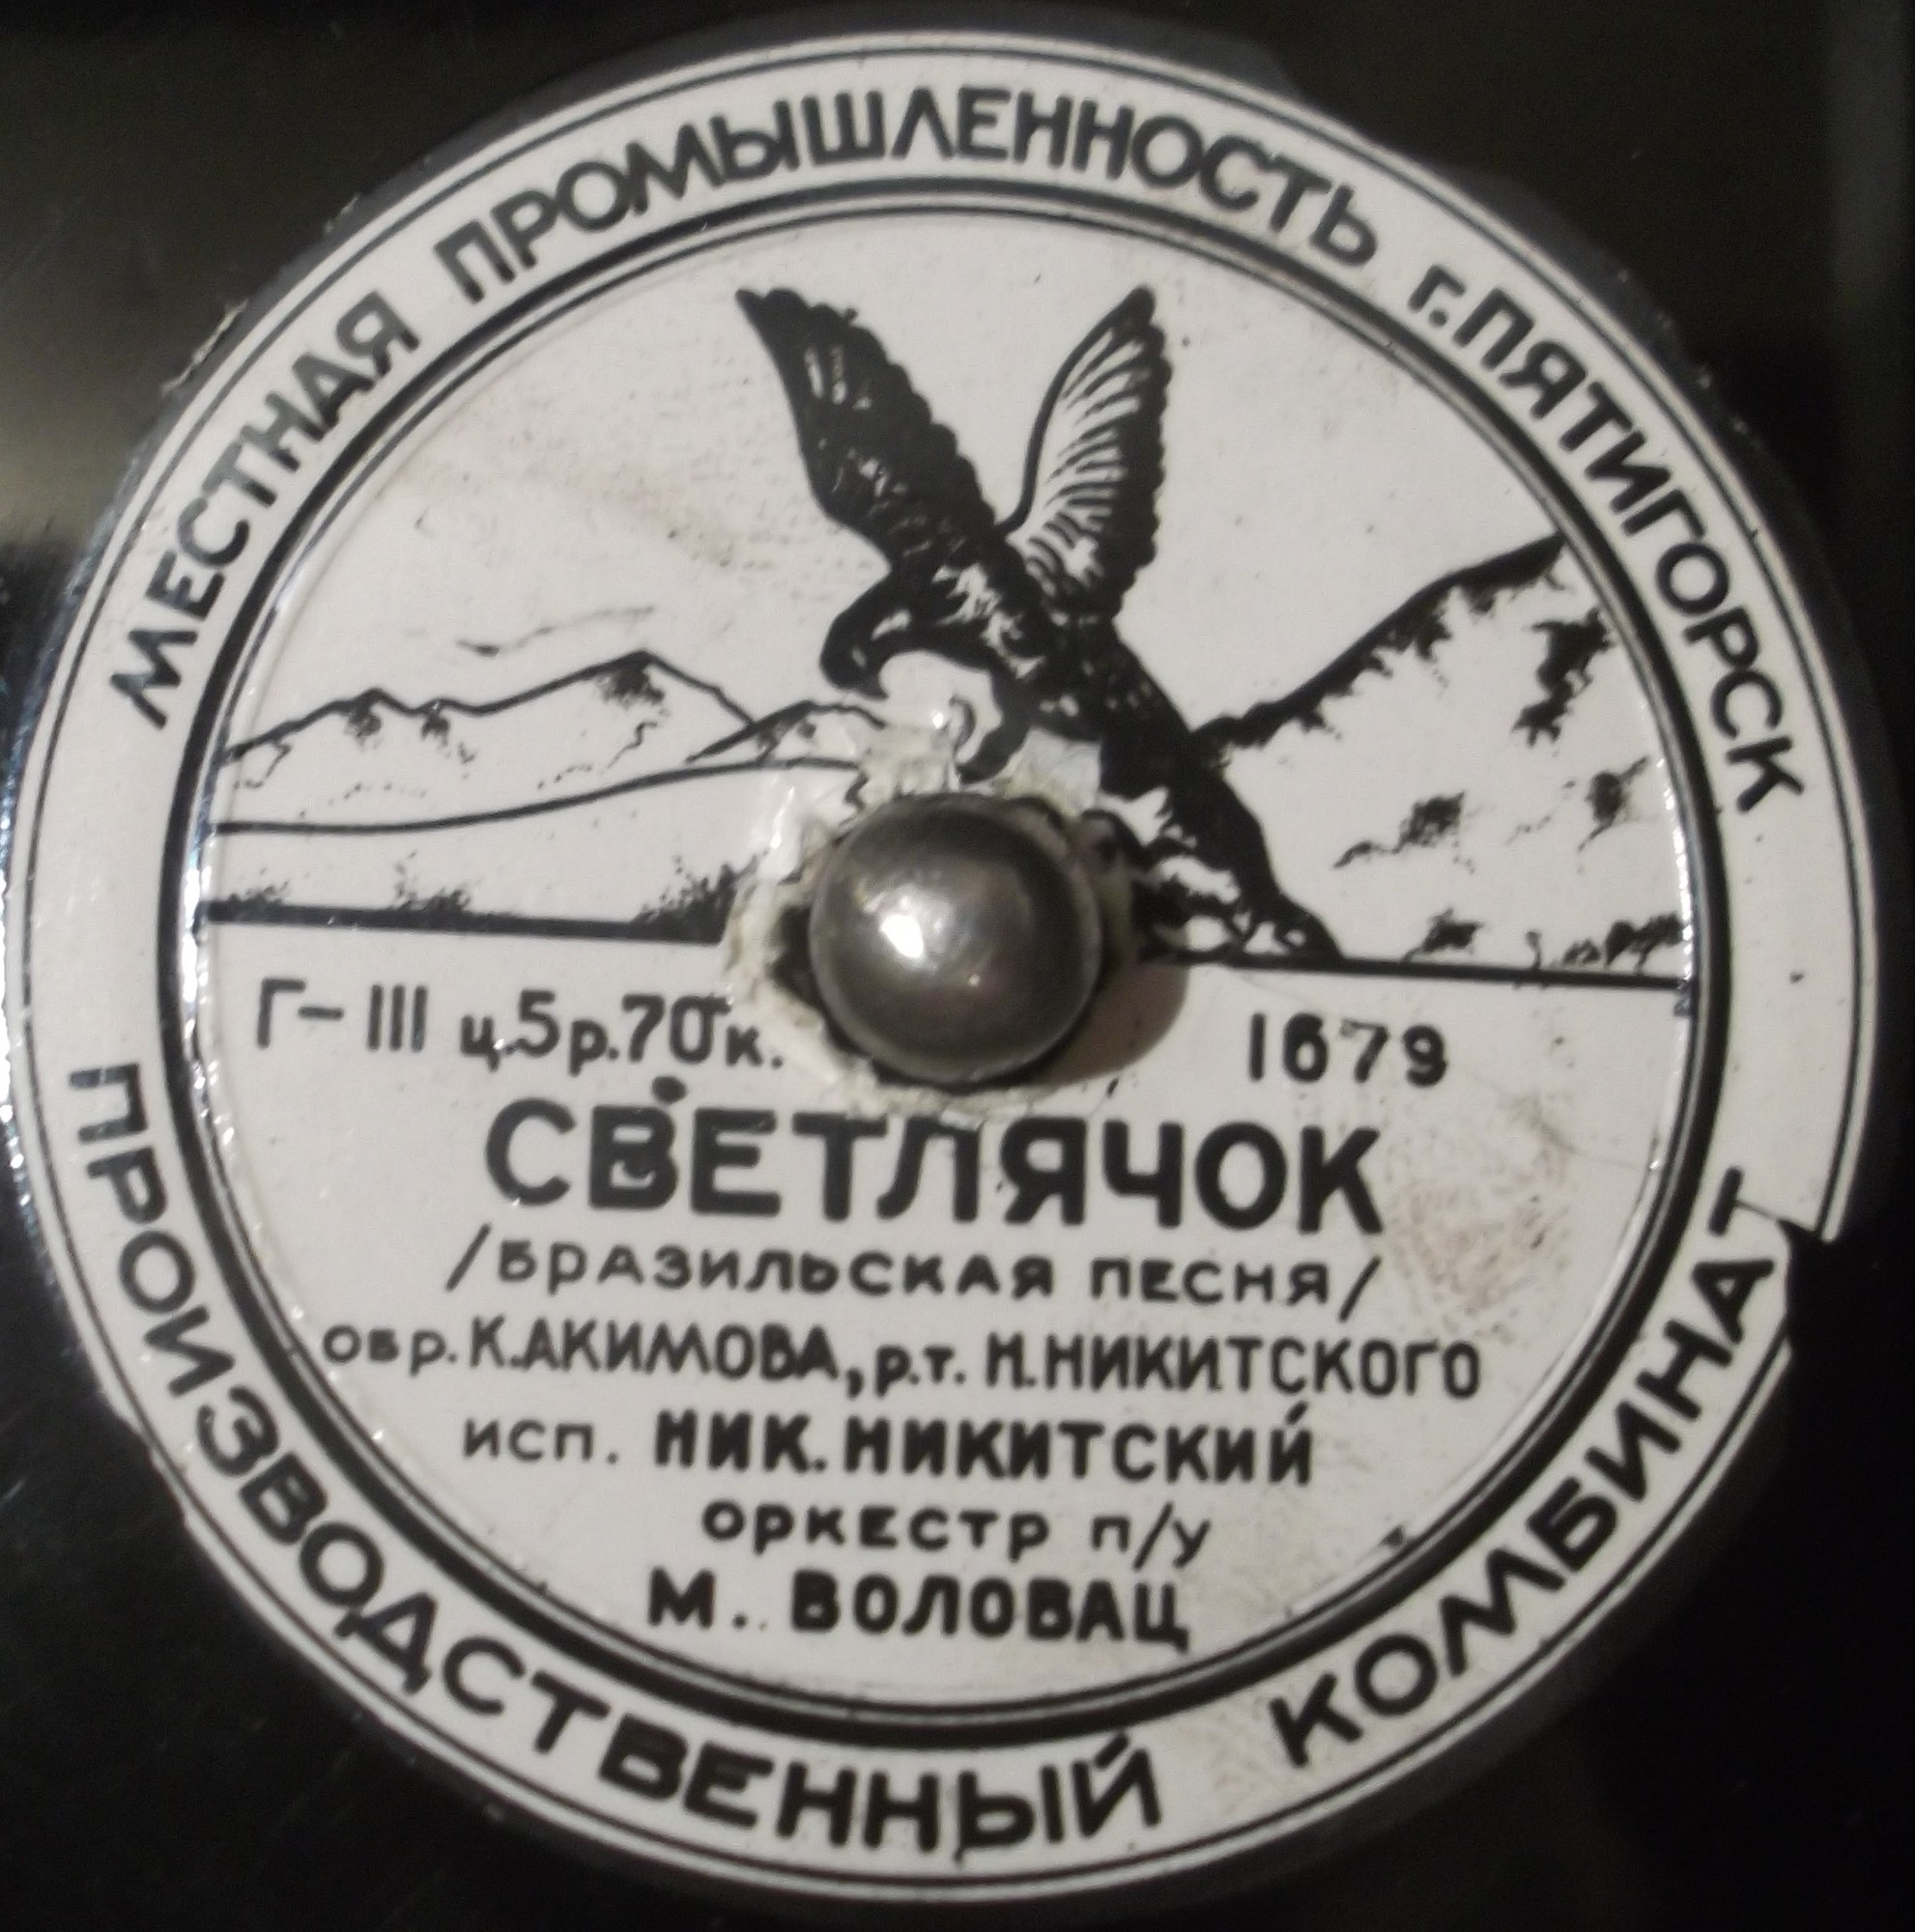 МЕСТНАЯ ПРОМЫШЛЕННОСТЬ г. ПЯТИГОРСК
Г-III ц.5р.70к. 1679
СВЕТЛЯЧОК
/БРАЗИЛЬСКАЯ ПЕСНЯ/
обр. К.АКИМОВА, р.т. Н.НИКИТСКОГО
исп. НИК. НИКИТСКИЙ
ОРКЕСТР П/У
М. ВОЛОВАЦ
ПРОИЗВОДСТВЕННЫЙ КОМБИНАТ